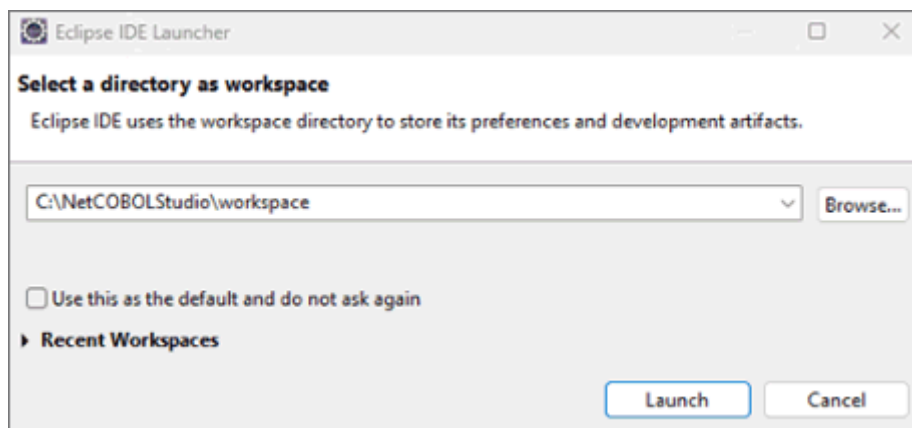 Eclipse IDE Launcher
Select a directory as workspace
Eclipse IDE uses the workspace directory to store its preferences and development artifacts.
C:\NetCOBOLStudio\workspace
Browse...
Use this as the default and do not ask again
Recent Workspaces
Launch
Cancel